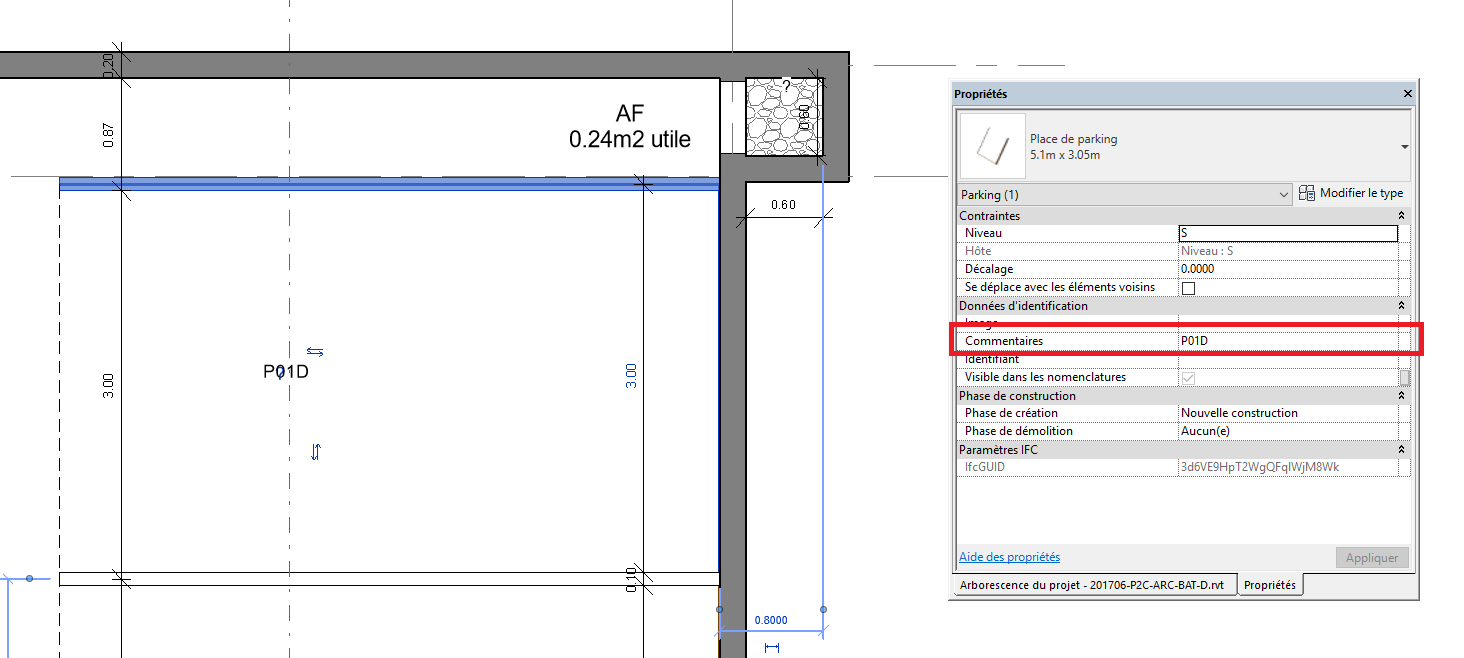 0.20
0.87
AF
0.24m2 utile
?
0.60
0.60
3.00
P01D
3.00
0.10
0.8000
Propriétés
Place de parking
5.1m x 3.05m
Parking (1)
Modifier le type
Contraintes
Niveau S
Hôte Niveau : S
Décalage 0.0000
Se déplace avec les éléments voisins
Données d'identification
Image
Commentaires P01D
Identifiant
Visible dans les nomenclatures
Phase de construction
Phase de création Nouvelle construction
Phase de démolition Aucun(e)
Paramètres IFC
IfcGUID 3d6VE9HpT2WgQFqIWjM8Wk
Aide des propriétés
Appliquer
Arborescence du projet - 201706-P2C-ARC-BAT-D.rvt
Propriétés